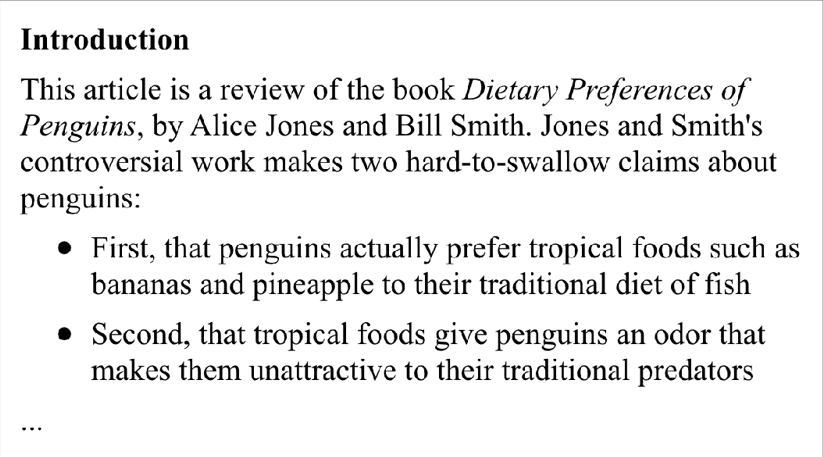 Introduction
This article is a review of the book Dietary Preferences of
Penguins, by Alice Jones and Bill Smith. Jones and Smith's
controversial work makes two hard-to-swallow claims about
penguins:
● First, that penguins actually prefer tropical foods such as
bananas and pineapple to their traditional diet of fish
● Second, that tropical foods give penguins an odor that
makes them unattractive to their traditional predators
...